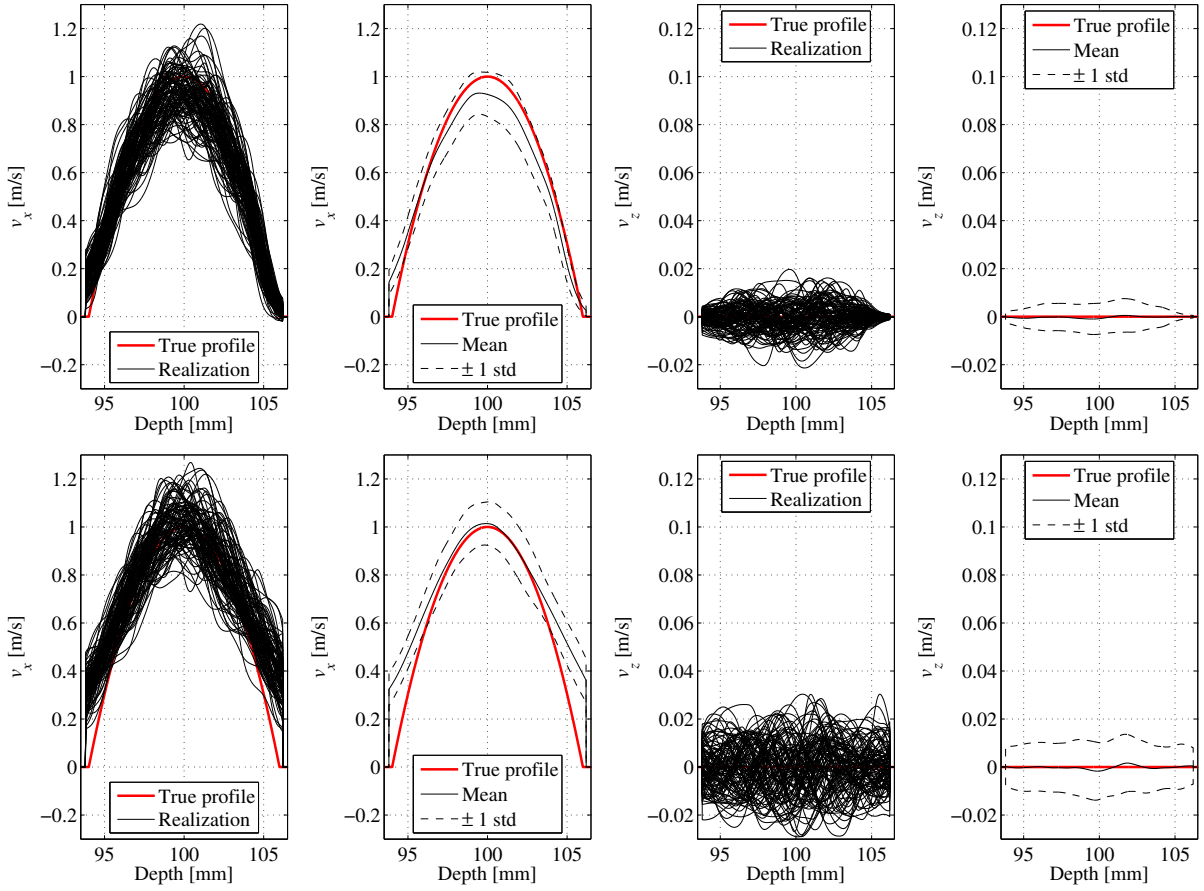 1.2
1
0.8
0.6
0.4
0.2
0
−0.2
v_x [m/s]
95 100 105
Depth [mm]
True profile
Realization
1.2
1
0.8
0.6
0.4
0.2
0
−0.2
v_x [m/s]
95 100 105
Depth [mm]
True profile
Mean
± 1 std
0.12
0.1
0.08
0.06
0.04
0.02
0
−0.02
v_z [m/s]
95 100 105
Depth [mm]
True profile
Realization
0.12
0.1
0.08
0.06
0.04
0.02
0
−0.02
v_z [m/s]
95 100 105
Depth [mm]
True profile
Mean
± 1 std
1.2
1
0.8
0.6
0.4
0.2
0
−0.2
v_x [m/s]
95 100 105
Depth [mm]
True profile
Realization
1.2
1
0.8
0.6
0.4
0.2
0
−0.2
v_x [m/s]
95 100 105
Depth [mm]
True profile
Mean
± 1 std
0.12
0.1
0.08
0.06
0.04
0.02
0
−0.02
v_z [m/s]
95 100 105
Depth [mm]
True profile
Realization
0.12
0.1
0.08
0.06
0.04
0.02
0
−0.02
v_z [m/s]
95 100 105
Depth [mm]
True profile
Mean
± 1 std